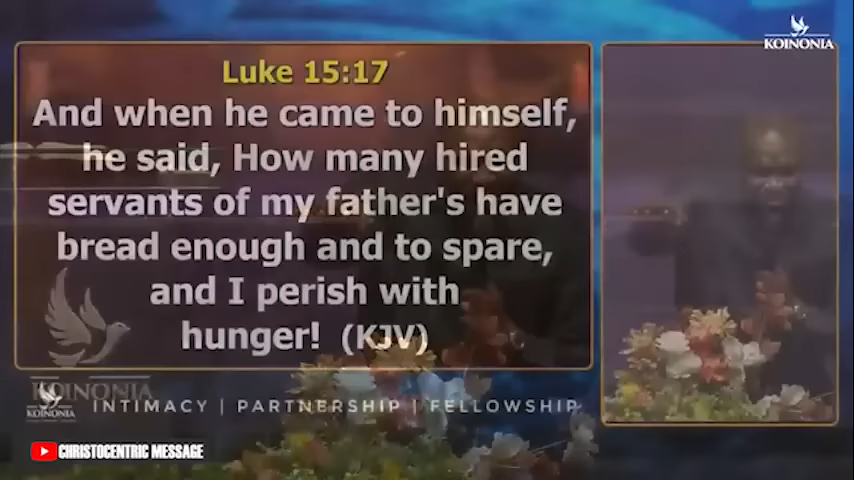 KOINONIA
Luke 15:17
And when he came to himself,
he said, How many hired
servants of my father's have
bread enough and to spare,
and I perish with
hunger! (KJV)
KOINONIA
KOINONIA
INTIMACY | PARTNERSHIP | FELLOWSHIP
CHRISTOCENTRIC MESSAGE